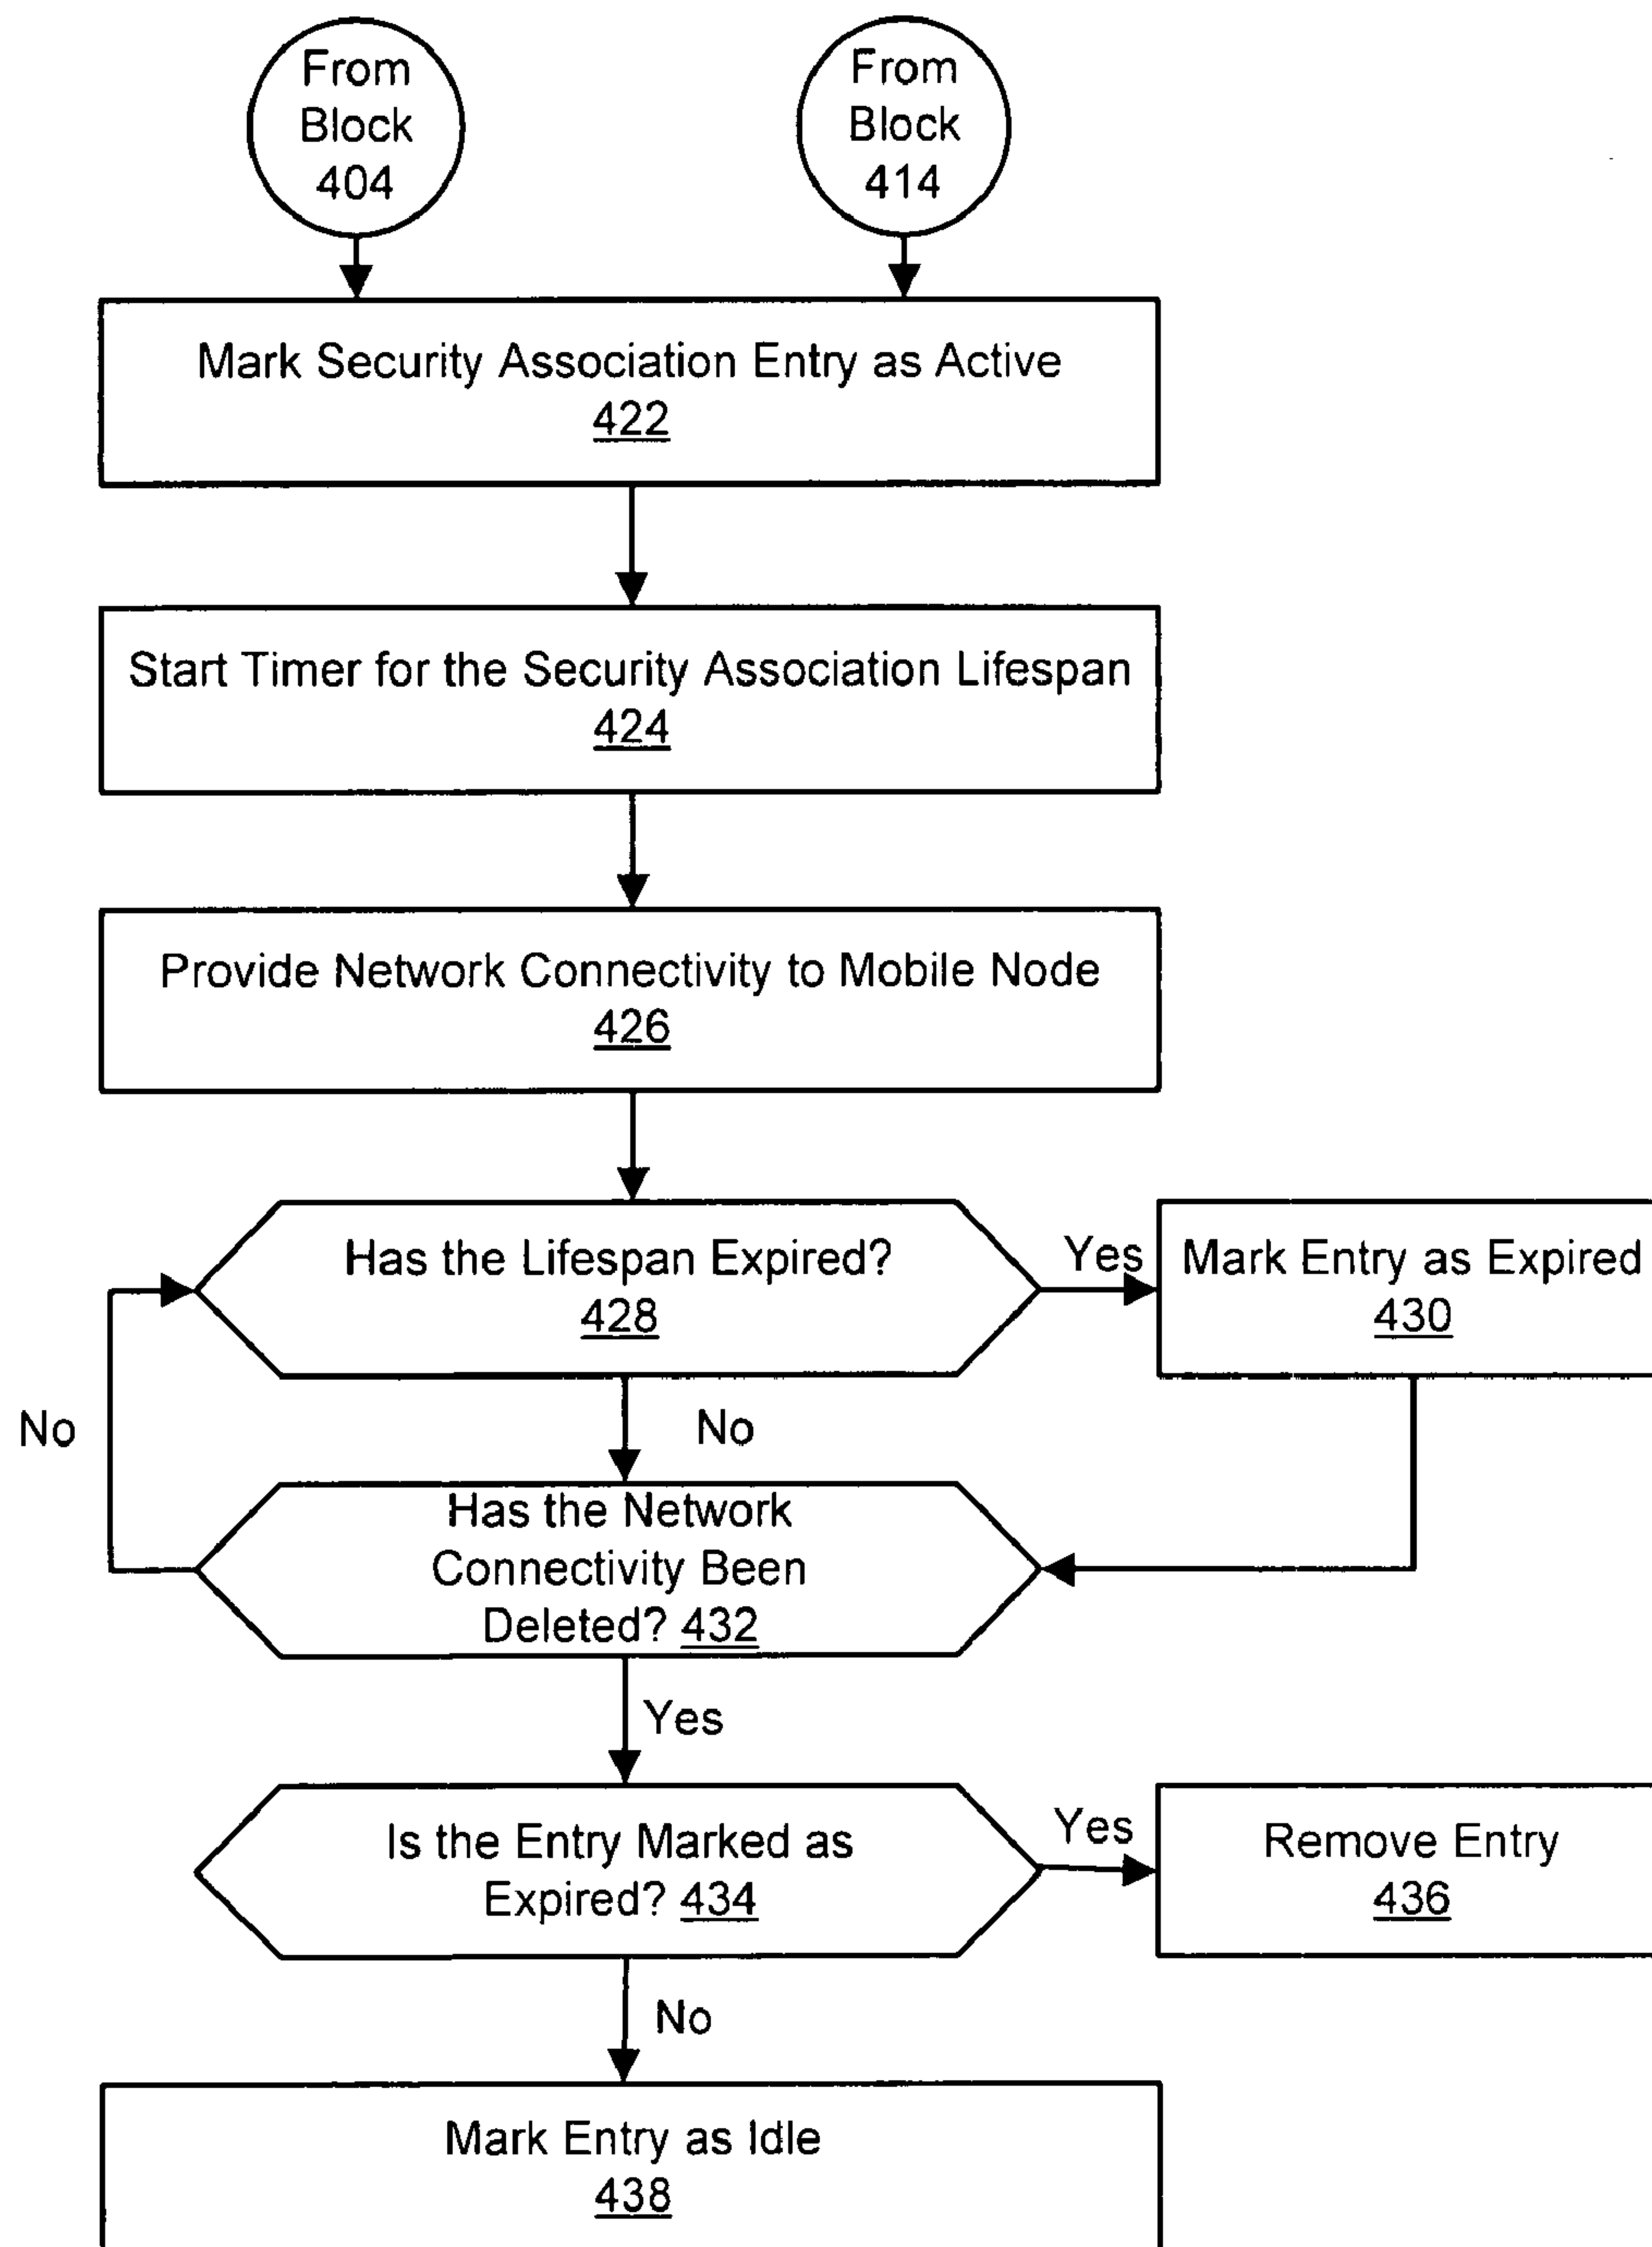 From
Block
404
From
Block
414
Mark Security Association Entry as Active
422
Start Timer for the Security Association Lifespan
424
Provide Network Connectivity to Mobile Node
426
Has the Lifespan Expired?
428
Yes
Mark Entry as Expired
430
No
No
Has the Network
Connectivity Been
Deleted? 432
Yes
Is the Entry Marked as
Expired? 434
Yes
Remove Entry
436
No
Mark Entry as Idle
438